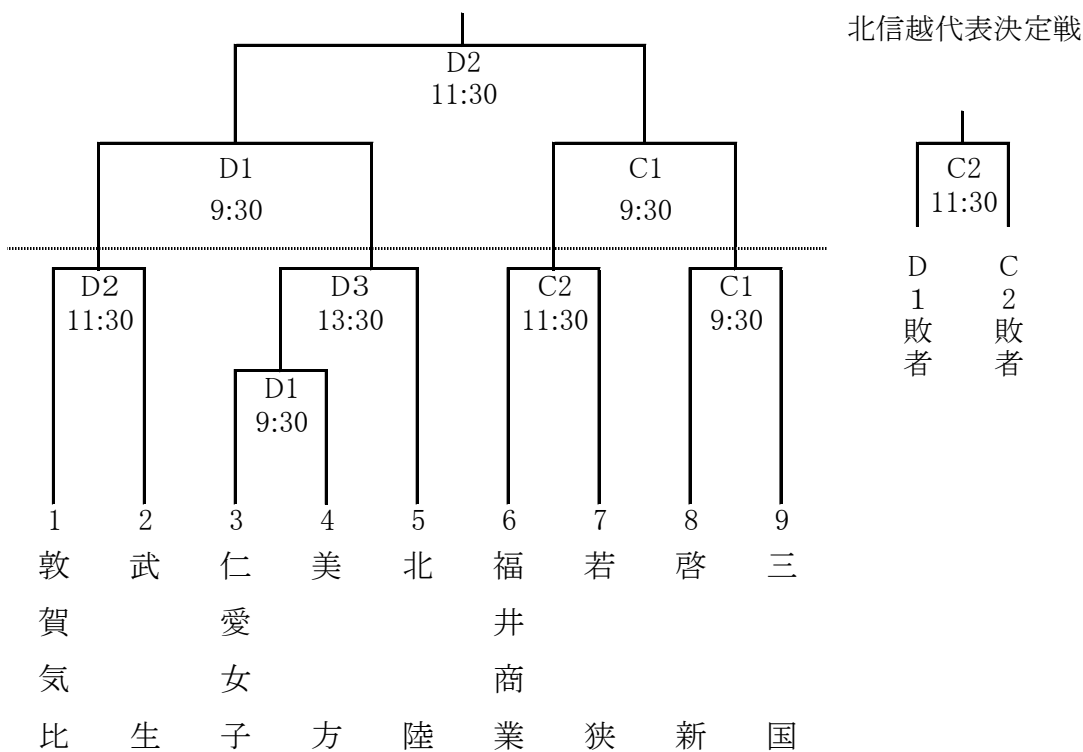 北信越代表決定戦
D2
11:30
D1
9:30
C1
9:30
C2
11:30
D1敗者
C2敗者
D2
11:30
D3
13:30
C2
11:30
C1
9:30
D1
9:30
1 2 3 4 5 6 7 8 9
敦賀気比
武生
仁愛女子
美方
北陸
福井商業
若狭
啓新
三国